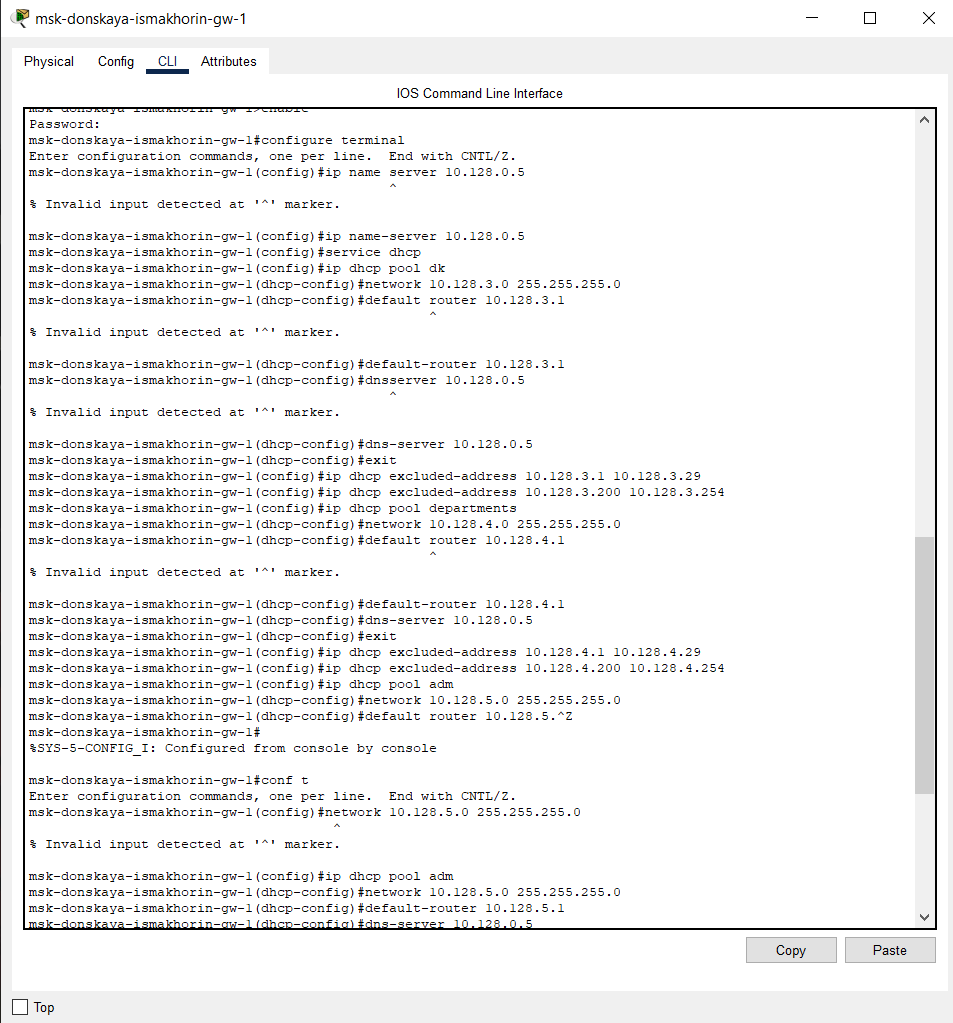 msk-donskaya-ismakhorin-gw-1
Physical Config CLI Attributes
IOS Command Line Interface
msk-donskaya-ismakhorin-gw-1>enable
Password:
msk-donskaya-ismakhorin-gw-1#configure terminal
Enter configuration commands, one per line.  End with CNTL/Z.
msk-donskaya-ismakhorin-gw-1(config)#ip name server 10.128.0.5
^
% Invalid input detected at '^' marker.
msk-donskaya-ismakhorin-gw-1(config)#ip name-server 10.128.0.5
msk-donskaya-ismakhorin-gw-1(config)#service dhcp
msk-donskaya-ismakhorin-gw-1(config)#ip dhcp pool dk
msk-donskaya-ismakhorin-gw-1(dhcp-config)#network 10.128.3.0 255.255.255.0
msk-donskaya-ismakhorin-gw-1(dhcp-config)#default router 10.128.3.1
^
% Invalid input detected at '^' marker.
msk-donskaya-ismakhorin-gw-1(dhcp-config)#default-router 10.128.3.1
msk-donskaya-ismakhorin-gw-1(dhcp-config)#dnsserver 10.128.0.5
^
% Invalid input detected at '^' marker.
msk-donskaya-ismakhorin-gw-1(dhcp-config)#dns-server 10.128.0.5
msk-donskaya-ismakhorin-gw-1(dhcp-config)#exit
msk-donskaya-ismakhorin-gw-1(config)#ip dhcp excluded-address 10.128.3.1 10.128.3.29
msk-donskaya-ismakhorin-gw-1(config)#ip dhcp excluded-address 10.128.3.200 10.128.3.254
msk-donskaya-ismakhorin-gw-1(config)#ip dhcp pool departments
msk-donskaya-ismakhorin-gw-1(dhcp-config)#network 10.128.4.0 255.255.255.0
msk-donskaya-ismakhorin-gw-1(dhcp-config)#default router 10.128.4.1
^
% Invalid input detected at '^' marker.
msk-donskaya-ismakhorin-gw-1(dhcp-config)#default-router 10.128.4.1
msk-donskaya-ismakhorin-gw-1(dhcp-config)#dns-server 10.128.0.5
msk-donskaya-ismakhorin-gw-1(dhcp-config)#exit
msk-donskaya-ismakhorin-gw-1(config)#ip dhcp excluded-address 10.128.4.1 10.128.4.29
msk-donskaya-ismakhorin-gw-1(config)#ip dhcp excluded-address 10.128.4.200 10.128.4.254
msk-donskaya-ismakhorin-gw-1(config)#ip dhcp pool adm
msk-donskaya-ismakhorin-gw-1(dhcp-config)#network 10.128.5.0 255.255.255.0
msk-donskaya-ismakhorin-gw-1(dhcp-config)#default router 10.128.5.^Z
msk-donskaya-ismakhorin-gw-1#
%SYS-5-CONFIG_I: Configured from console by console
msk-donskaya-ismakhorin-gw-1#conf t
Enter configuration commands, one per line.  End with CNTL/Z.
msk-donskaya-ismakhorin-gw-1(config)#network 10.128.5.0 255.255.255.0
^
% Invalid input detected at '^' marker.
msk-donskaya-ismakhorin-gw-1(config)#ip dhcp pool adm
msk-donskaya-ismakhorin-gw-1(dhcp-config)#network 10.128.5.0 255.255.255.0
msk-donskaya-ismakhorin-gw-1(dhcp-config)#default-router 10.128.5.1
msk-donskaya-ismakhorin-gw-1(dhcp-config)#dns-server 10.128.0.5
Copy Paste
Top